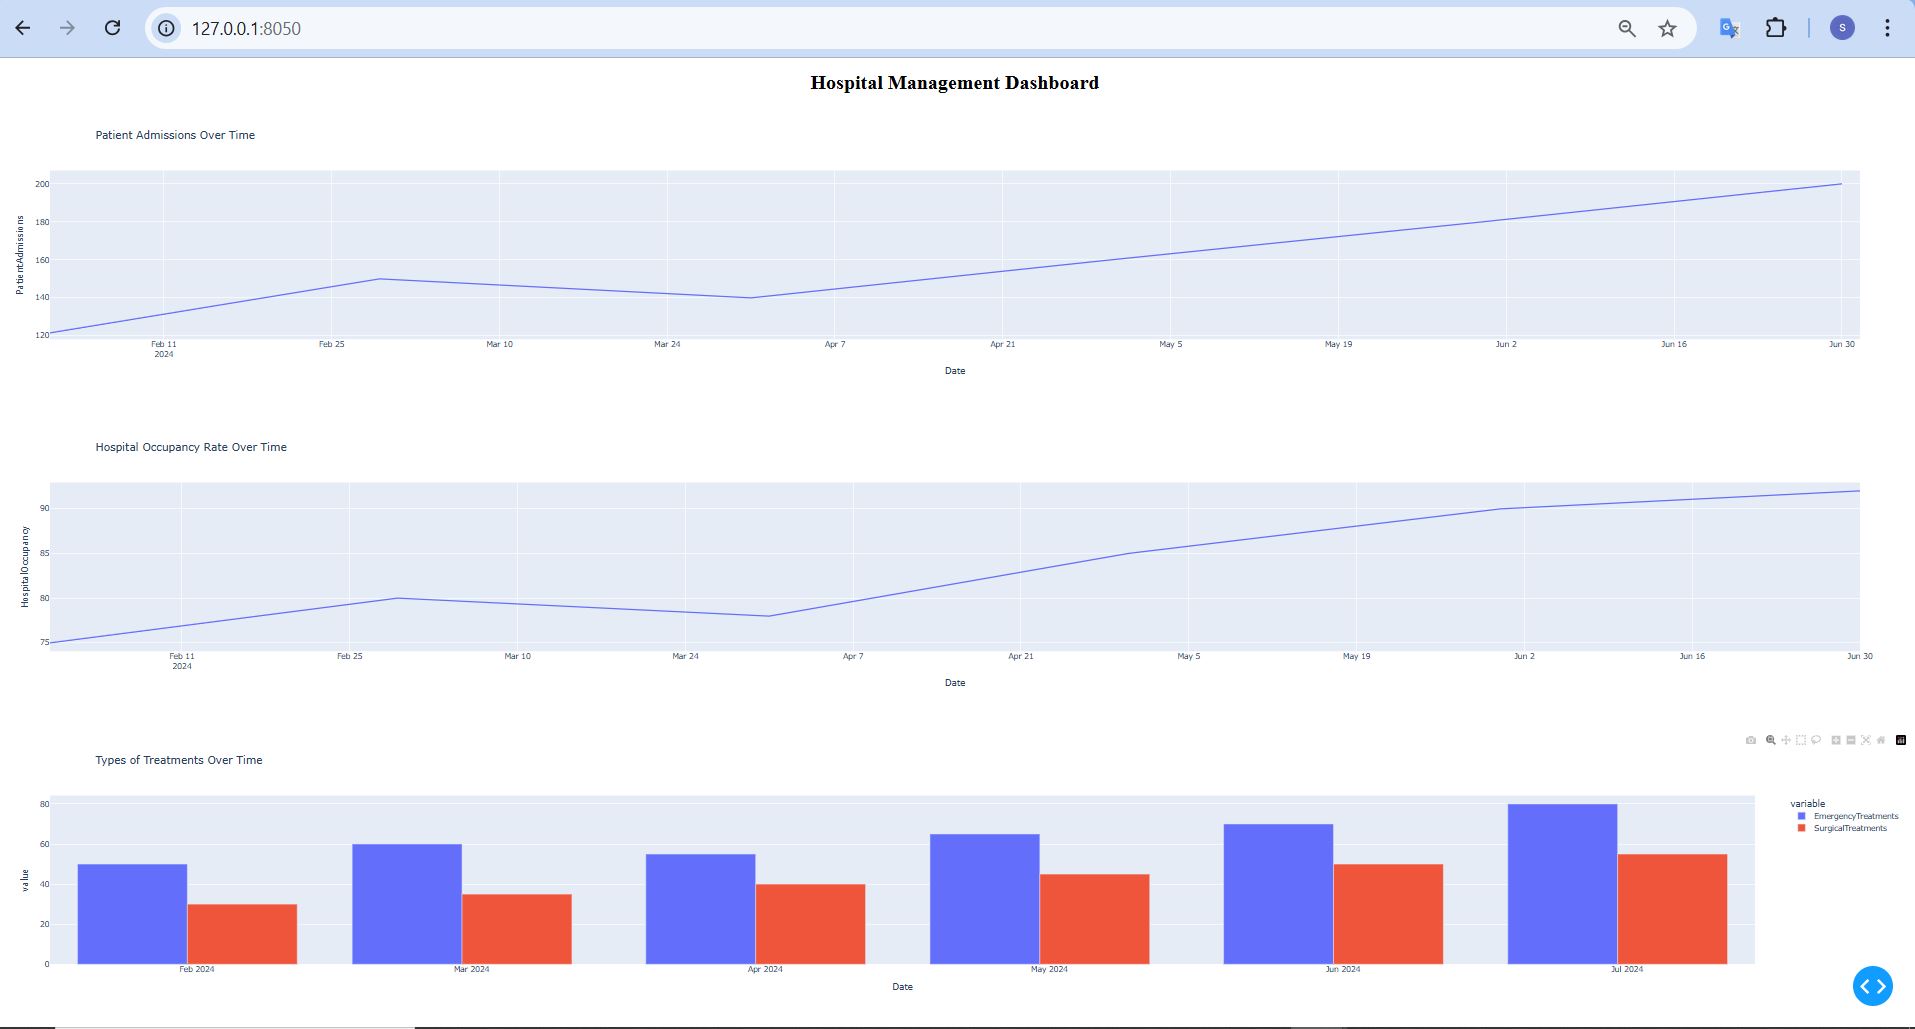 127.0.0.1:8050
S
Hospital Management Dashboard
Patient Admissions Over Time
PatientAdmissions
200
180
160
140
120
Feb 11 Feb 25 Mar 10 Mar 24 Apr 7 Apr 21 May 5 May 19 Jun 2 Jun 16 Jun 30
2024
Date
Hospital Occupancy Rate Over Time
HospitalOccupancy
90
85
80
75
Feb 11 Feb 25 Mar 10 Mar 24 Apr 7 Apr 21 May 5 May 19 Jun 2 Jun 16 Jun 30
2024
Date
Types of Treatments Over Time
value
80
60
40
20
0
Feb 2024 Mar 2024 Apr 2024 May 2024 Jun 2024 Jul 2024
Date
variable
EmergencyTreatments
SurgicalTreatments